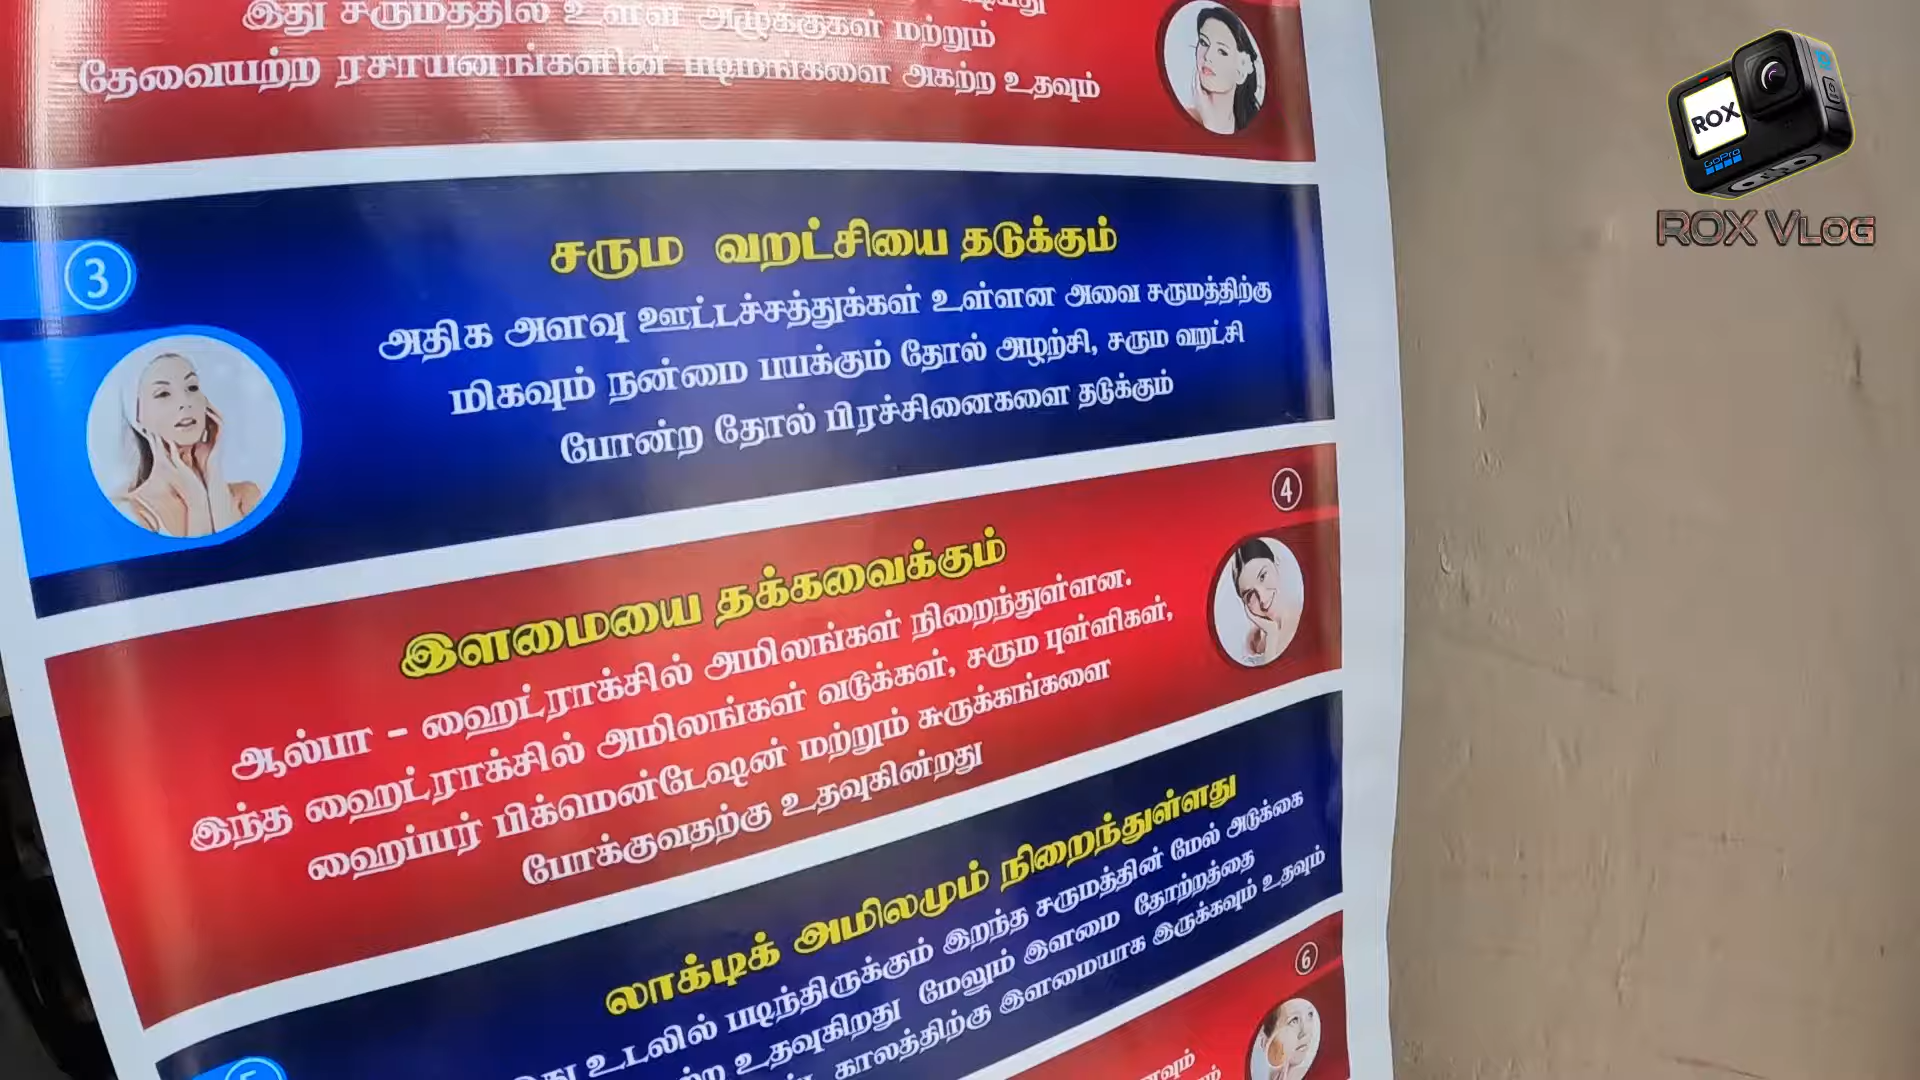 இது சருமத்தில் உள்ள அழுக்குகள் மற்றும்
தேவையற்ற ரசாயனங்களின் படிமங்களை அகற்ற உதவும்
3
சரும வறட்சியை தடுக்கும்
அதிக அளவு ஊட்டச்சத்துக்கள் உள்ளன அவை சருமத்திற்கு
மிகவும் நன்மை பயக்கும் தோல் அழற்சி, சரும வறட்சி
போன்ற தோல் பிரச்சினைகளை தடுக்கும்
4
இளமையை தக்கவைக்கும்
ஆல்பா - ஹைட்ராக்சில் அமிலங்கள் நிறைந்துள்ளன.
இந்த ஹைட்ராக்சில் அமிலங்கள் வடுக்கள், சரும புள்ளிகள்,
ஹைப்பர் பிக்மென்டேஷன் மற்றும் சுருக்கங்களை
போக்குவதற்கு உதவுகின்றது
5
லாக்டிக் அமிலமும் நிறைந்துள்ளது
உடலில் படிந்திருக்கும் இறந்த சருமத்தின் மேல் அடுக்கை
உதவுகிறது மேலும் இளமை தோற்றத்தை
காலத்திற்கு இளமையாக இருக்கவும் உதவும்
6
ROX
GoPro
ROX Vlog